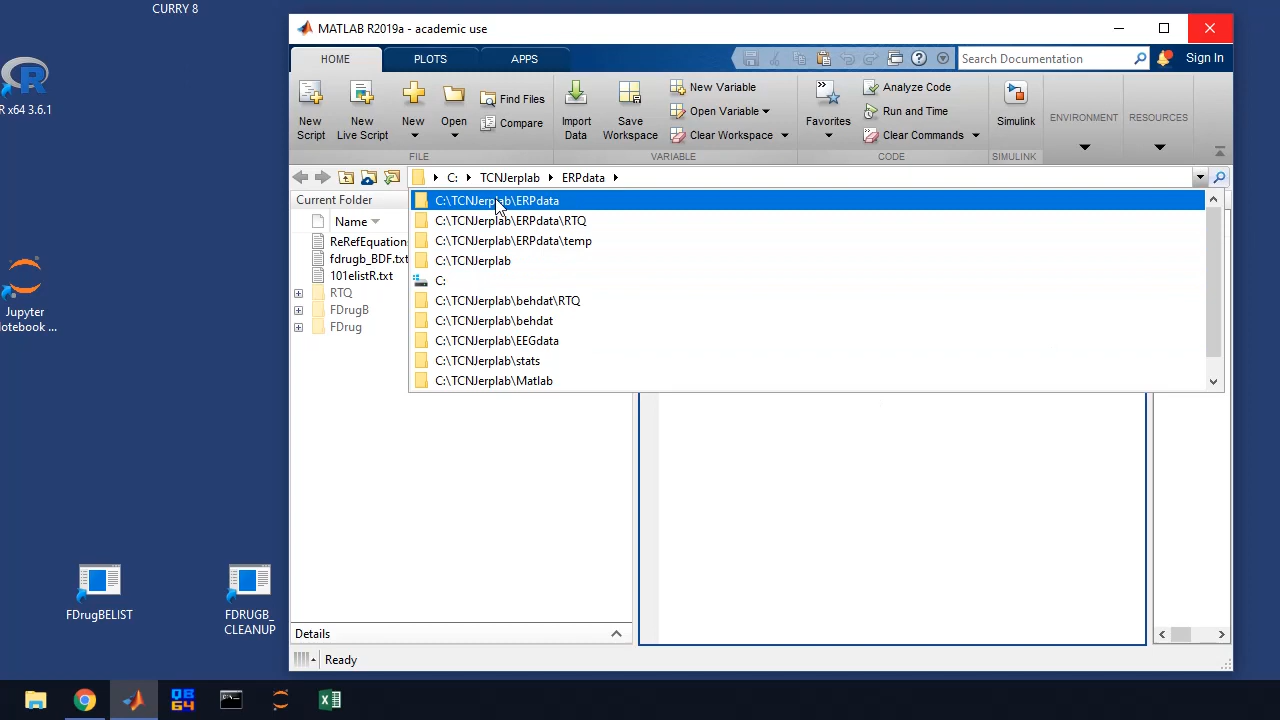 CURRY 8
MATLAB R2019a - academic use
HOME
PLOTS
APPS
Search Documentation
Sign In
R x64 3.6.1
New Script
New Live Script
New
Open
Find Files
Compare
Import Data
Save Workspace
New Variable
Open Variable
Clear Workspace
Favorites
Analyze Code
Run and Time
Clear Commands
Simulink
ENVIRONMENT
RESOURCES
FILE
VARIABLE
CODE
SIMULINK
C: TCNJerplab ERPdata
Current Folder
Name
ReRefEquation
fdrugb_BDF.txt
101elistR.txt
RTQ
FDrugB
FDrug
C:\TCNJerplab\ERPdata
C:\TCNJerplab\ERPdata\RTQ
C:\TCNJerplab\ERPdata\temp
C:\TCNJerplab
C:
C:\TCNJerplab\behdat\RTQ
C:\TCNJerplab\behdat
C:\TCNJerplab\EEGdata
C:\TCNJerplab\stats
C:\TCNJerplab\Matlab
Jupyter
Notebook ...
FDrugBELIST
FDRUGB_
CLEANUP
Details
Ready
QB
64